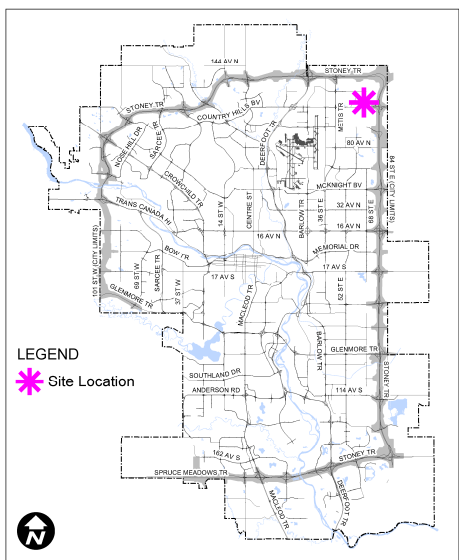 144 AV N
STONEY TR
STONEY TR
COUNTRY HILLS BV
NOSE HILL DR
SARCEE TR
DEERFOOT TR
METIS TR
80 AV N
CROWCHILD TR
MCKNIGHT BV
84 ST E (CITY LIMITS)
TRANS CANADA HI
14 ST W
CENTRE ST
BARLOW TR
36 ST E
32 AV N
68 ST E
16 AV N
16 AV N
MEMORIAL DR
BOW TR
17 AV S
17 AV S
101 ST W (CITY LIMITS)
69 ST W
SARCEE TR
37 ST W
MACLEOD TR
52 ST E
GLENMORE TR
BARLOW TR
GLENMORE TR
LEGEND
Site Location
SOUTHLAND DR
ANDERSON RD
114 AV S
STONEY TR
162 AV S
STONEY TR
SPRUCE MEADOWS TR
MACLEOD TR
DEERFOOT TR
N